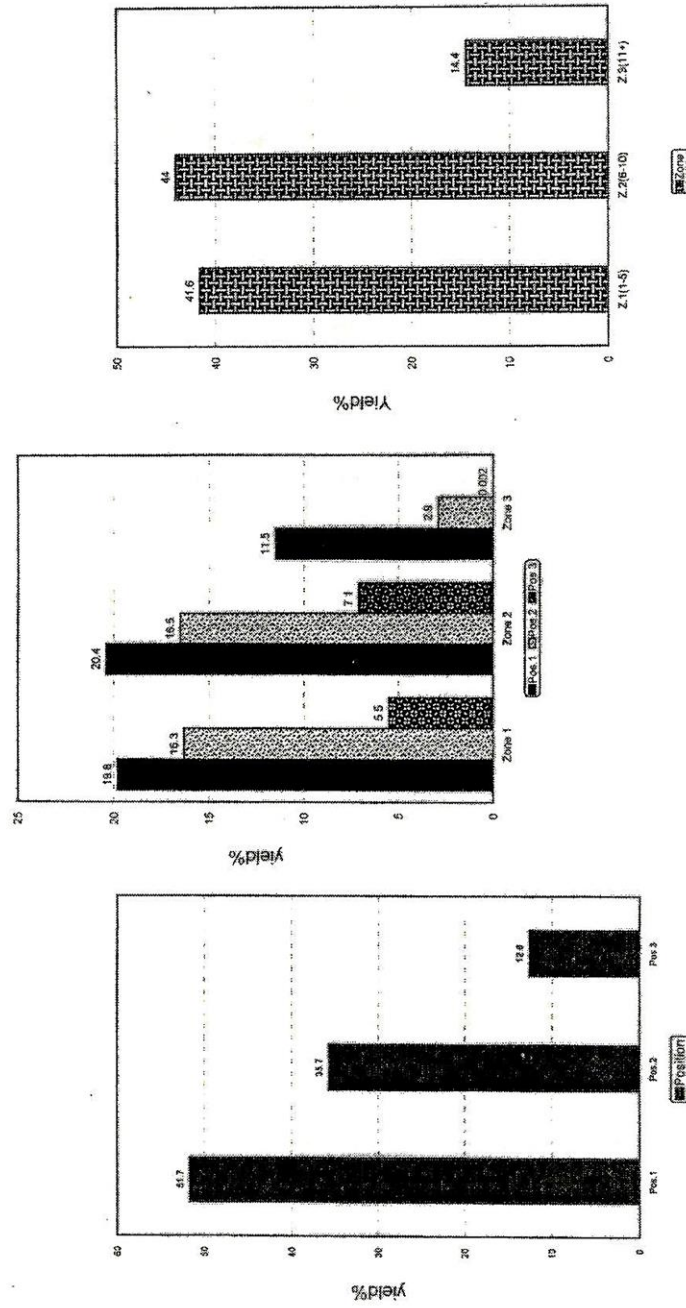 60
50
40
30
20
10
0
yield%
51.7
35.7
12.6
Pos.1
Pos.2
Pos.3
Position
25
20
15
10
5
0
yield%
19.8
16.3
5.5
20.4
16.5
7.1
11.5
2.9
0.002
Zone 1
Zone 2
Zone 3
Pos.1 Pos.2 Pos 3
50
40
30
20
10
0
Yield%
41.6
44
14.4
Z.1(1-5)
Z.2(6-10)
Z.3(11+)
Zone